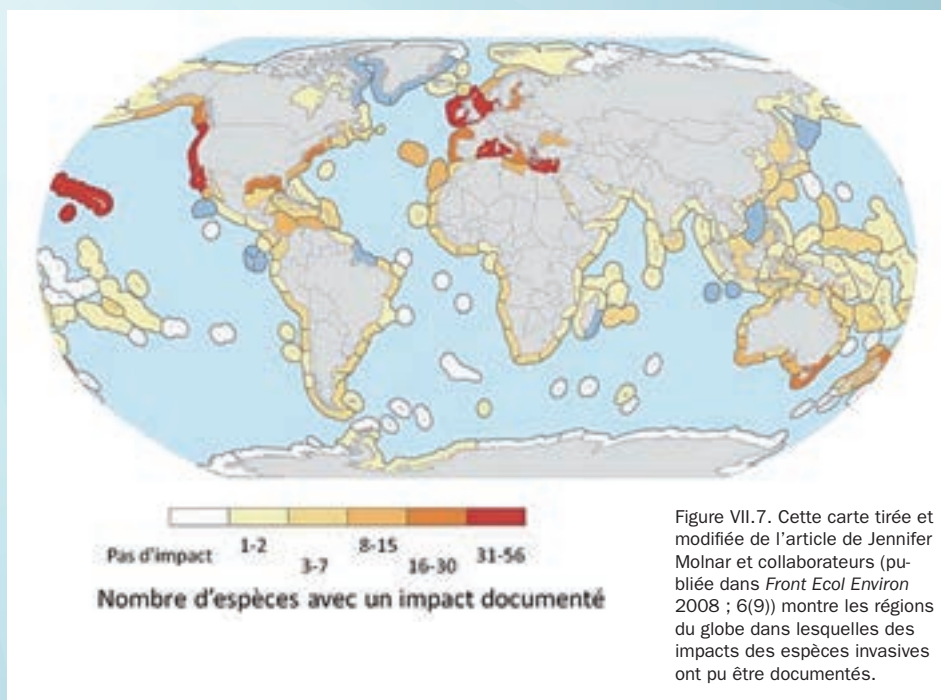 Pas d'impact
1-2
3-7
8-15
16-30
31-56
Nombre d'espèces avec un impact documenté
Figure VII.7. Cette carte tirée et
modifiée de l'article de Jennifer
Molnar et collaborateurs (pu-
bliée dans Front Ecol Environ
2008 ; 6(9)) montre les régions
du globe dans lesquelles des
impacts des espèces invasives
ont pu être documentés.